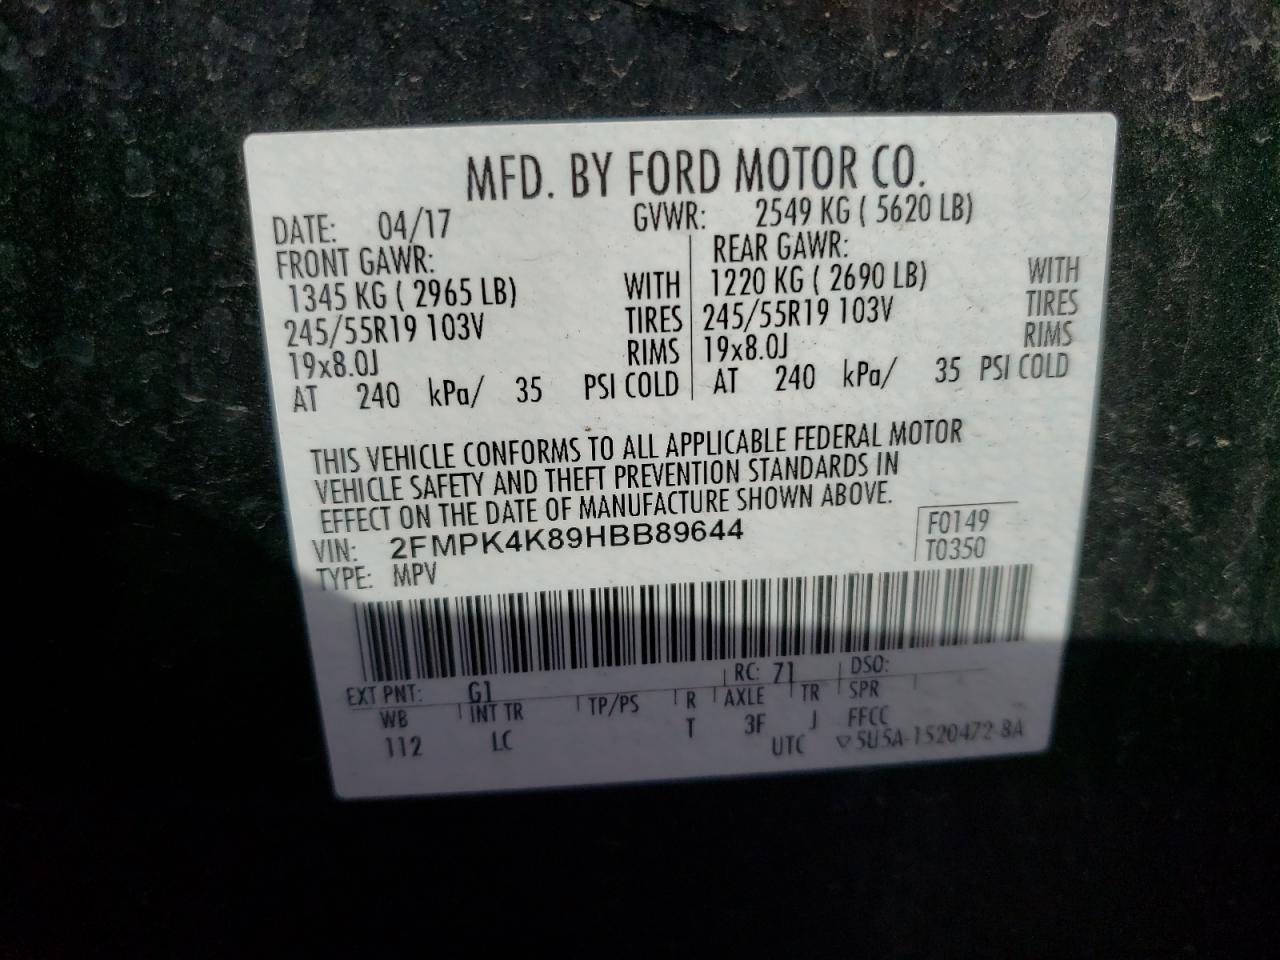 MFD. BY FORD MOTOR CO.
DATE: 04/17 GVWR: 2549 KG ( 5620 LB)
FRONT GAWR: REAR GAWR:
1345 KG ( 2965 LB) WITH 1220 KG ( 2690 LB) WITH
245/55R19 103V TIRES 245/55R19 103V TIRES
19x8.0J RIMS 19x8.0J RIMS
AT 240 kPa/ 35 PSI COLD AT 240 kPa/ 35 PSI COLD
THIS VEHICLE CONFORMS TO ALL APPLICABLE FEDERAL MOTOR
VEHICLE SAFETY AND THEFT PREVENTION STANDARDS IN
EFFECT ON THE DATE OF MANUFACTURE SHOWN ABOVE.
VIN: 2FMPK4K89HBB89644 F0149
TYPE: MPV T0350
EXT PNT: G1 RC: 71 DSO:
WB INT TR TP/PS R AXLE TR SPR
112 LC T 3F J FFCC
UTC ▽5U5A-1520472-BA